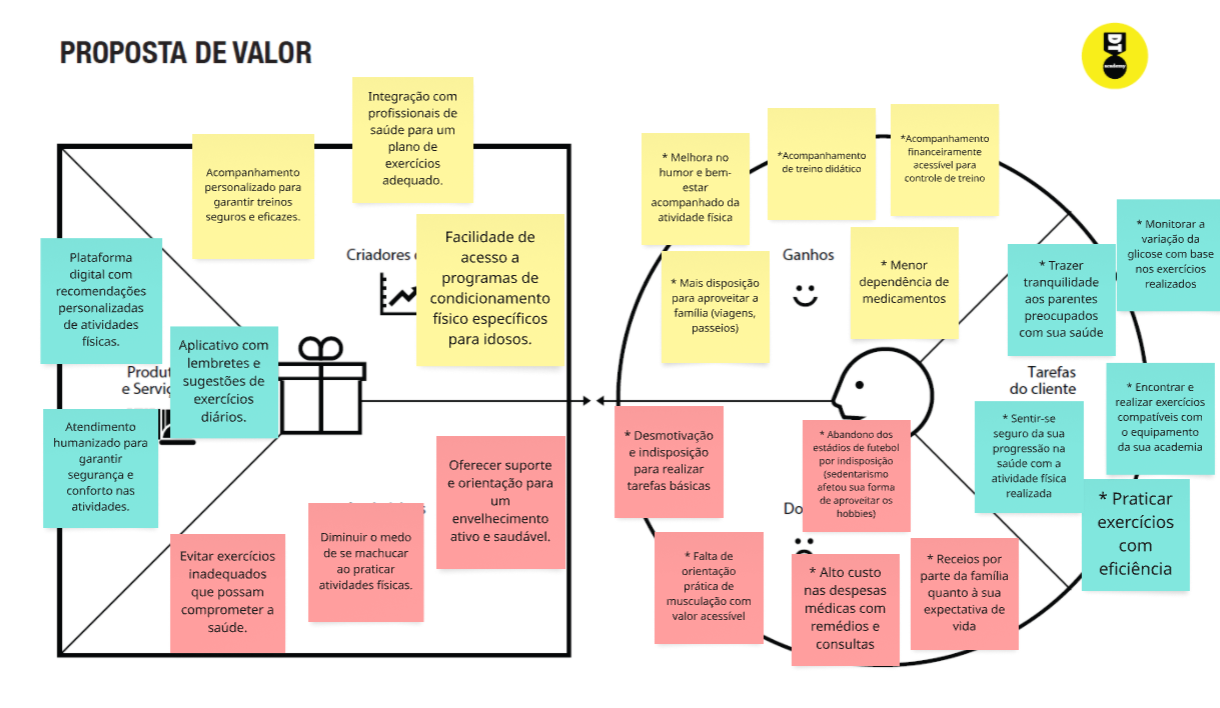 PROPOSTA DE VALOR
DT
academy
Integração com
profissionais de
saúde para um
plano de
exercícios
adequado.
Acompanhamento
personalizado para
garantir treinos
seguros e eficazes.
Criadores
Facilidade de
acesso a
programas de
condicionamento
físico específicos
para idosos.
Plataforma
digital com
recomendações
personalizadas
de atividades
físicas.
Aplicativo com
lembretes e
sugestões de
exercícios
diários.
Atendimento
humanizado para
garantir
segurança e
conforto nas
atividades.
Evitar exercícios
inadequados
que possam
comprometer a
saúde.
Diminuir o medo
de se machucar
ao praticar
atividades físicas.
Oferecer suporte
e orientação para
um
envelhecimento
ativo e saudável.
* Melhora no
humor e bem-
estar
acompanhado da
atividade física
*Acompanhamento
de treino didático
*Acompanhamento
financeiramente
acessível para
controle de treino
Ganhos
* Mais disposição
para aproveitar a
família (viagens,
passeios)
* Menor
dependência de
medicamentos
* Trazer
tranquilidade
aos parentes
preocupados
com sua saúde
* Monitorar a
variação da
glicose com base
nos exercícios
realizados
Tarefas
do cliente
* Encontrar e
realizar exercícios
compatíveis com
o equipamento
da sua academia
* Sentir-se
seguro da sua
progressão na
saúde com a
atividade física
realizada
* Praticar
exercícios
com
eficiência
* Desmotivação
e indisposição
para realizar
tarefas básicas
* Abandono dos
estádios de futebol
por indisposição
(sedentarismo
afetou sua forma
de aproveitar os
hobbies)
* Falta de
orientação
prática de
musculação com
valor acessível
* Alto custo
nas despesas
médicas com
remédios e
consultas
* Receios por
parte da família
quanto à sua
expectativa de
vida